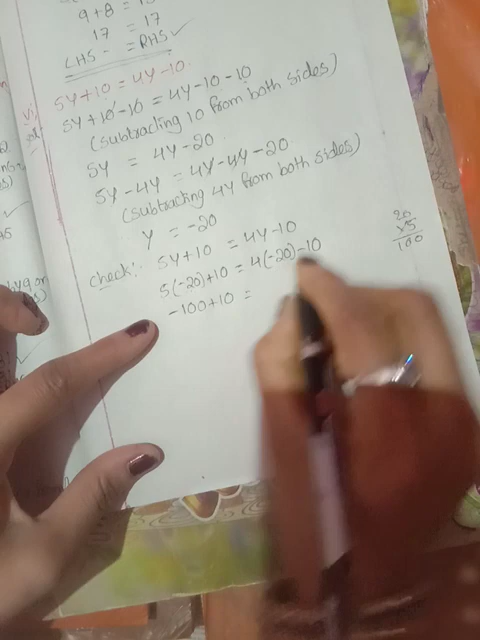 9+8 =
17 = 17
LHS = RHS ✓
vi)
5y+10 = 4y-10
5y+10-10 = 4y-10-10
(subtracting 10 from both sides)
5y = 4y-20
5y-4y = 4y-4y-20
(subtracting 4y from both sides)
y = -20
check:- 5y+10 = 4y-10
5(-20)+10 = 4(-20)-10
-100+10 =
20
x5
100